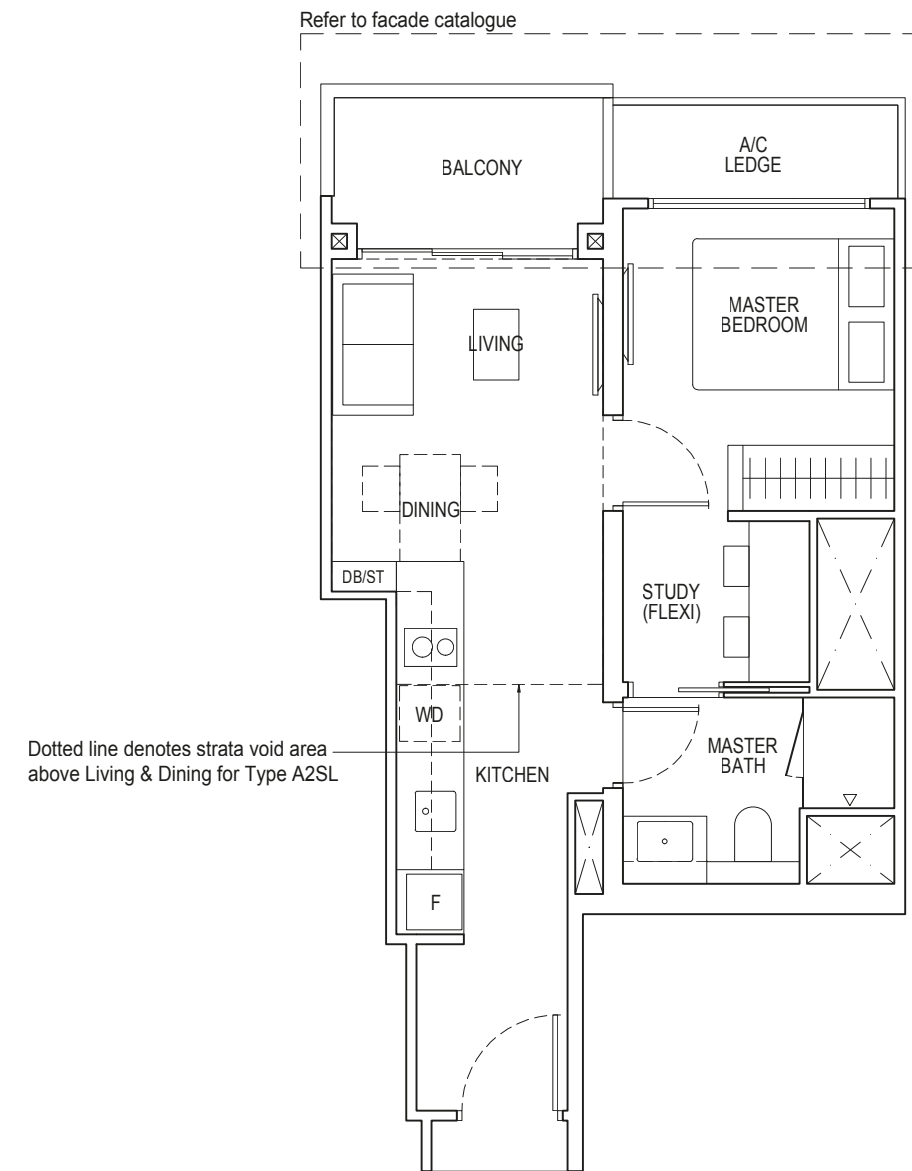 Refer to facade catalogue
BALCONY
A/C
LEDGE
LIVING
MASTER
BEDROOM
DINING
DB/ST
STUDY
(FLEXI)
WD
Dotted line denotes strata void area
above Living & Dining for Type A2SL
KITCHEN
MASTER
BATH
F